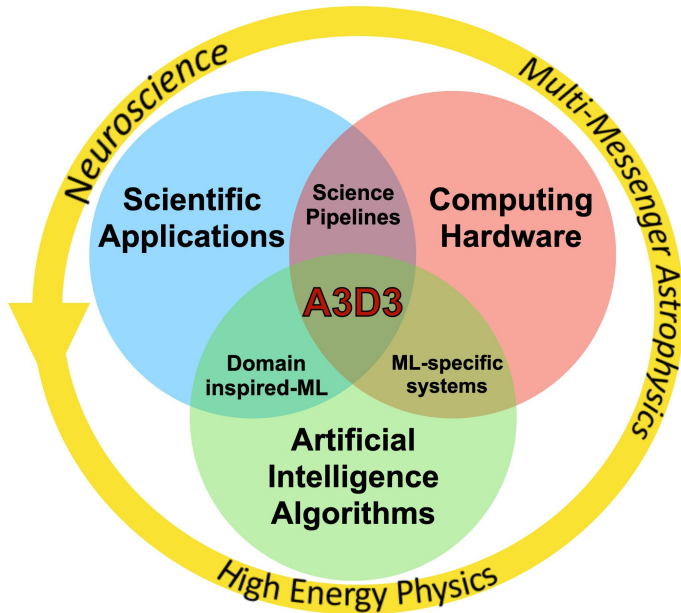 Neuroscience
Multi-Messenger Astrophysics
Scientific
Applications
Science
Pipelines
Computing
Hardware
A3D3
Domain
inspired-ML
ML-specific
systems
Artificial
Intelligence
Algorithms
High Energy Physics